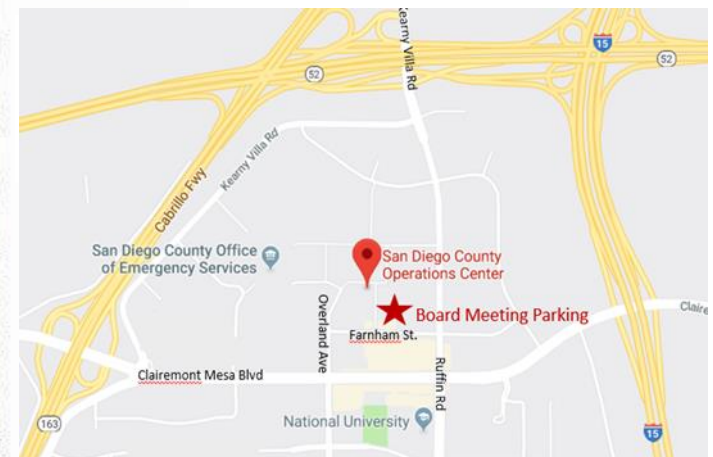 Kearny Villa Rd
15
52
52
Kearny Villa Rd
Cabrillo Fwy
San Diego County Office
of Emergency Services
San Diego County
Operations Center
Board Meeting Parking
Overland Ave
Farnham St.
Claire
Clairemont Mesa Blvd
Ruffin Rd
National University
163
15